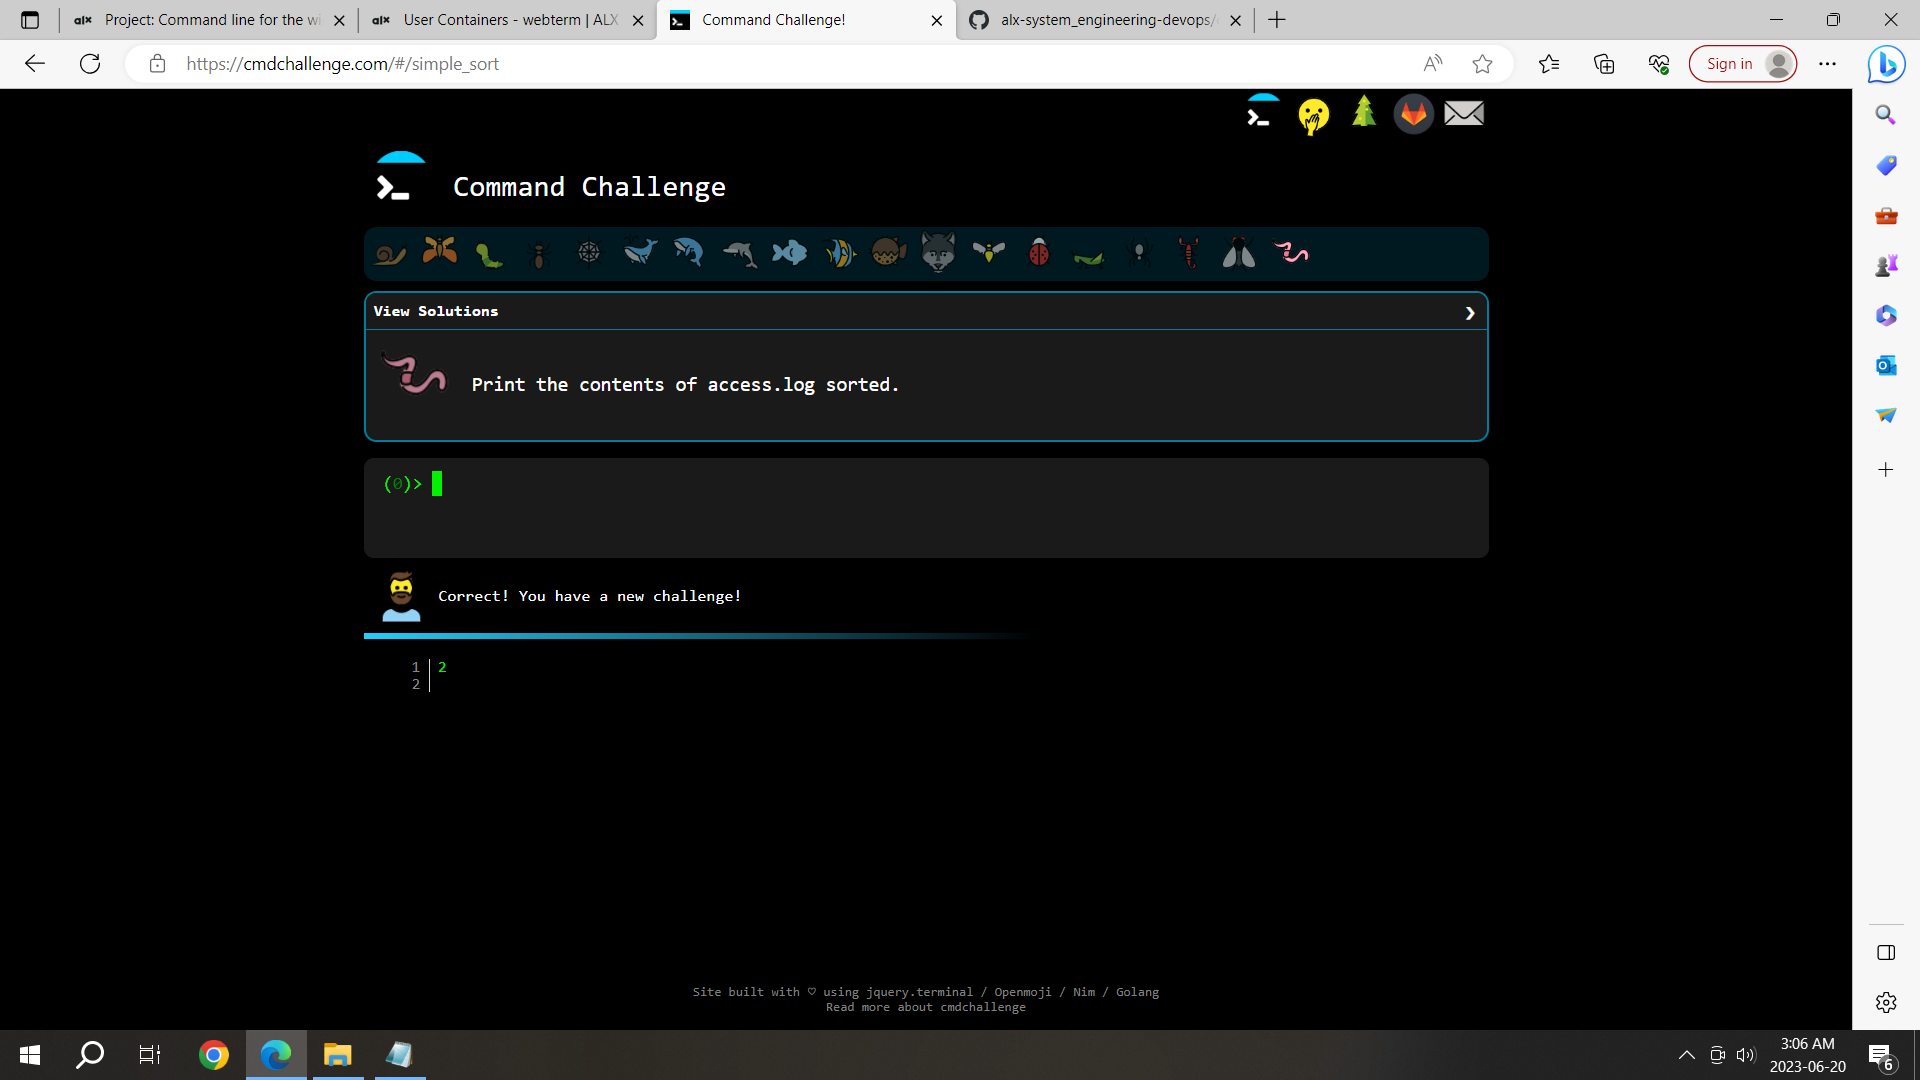 alx Project: Command line for the wi
alx User Containers - webterm | ALX
Command Challenge!
alx-system_engineering-devops/
https://cmdchallenge.com/#/simple_sort
Sign in
Command Challenge
View Solutions
Print the contents of access.log sorted.
(0)>
Correct! You have a new challenge!
1 2
2
Site built with ♡ using jquery.terminal / Openmoji / Nim / Golang
Read more about cmdchallenge
3:06 AM
2023-06-20
6